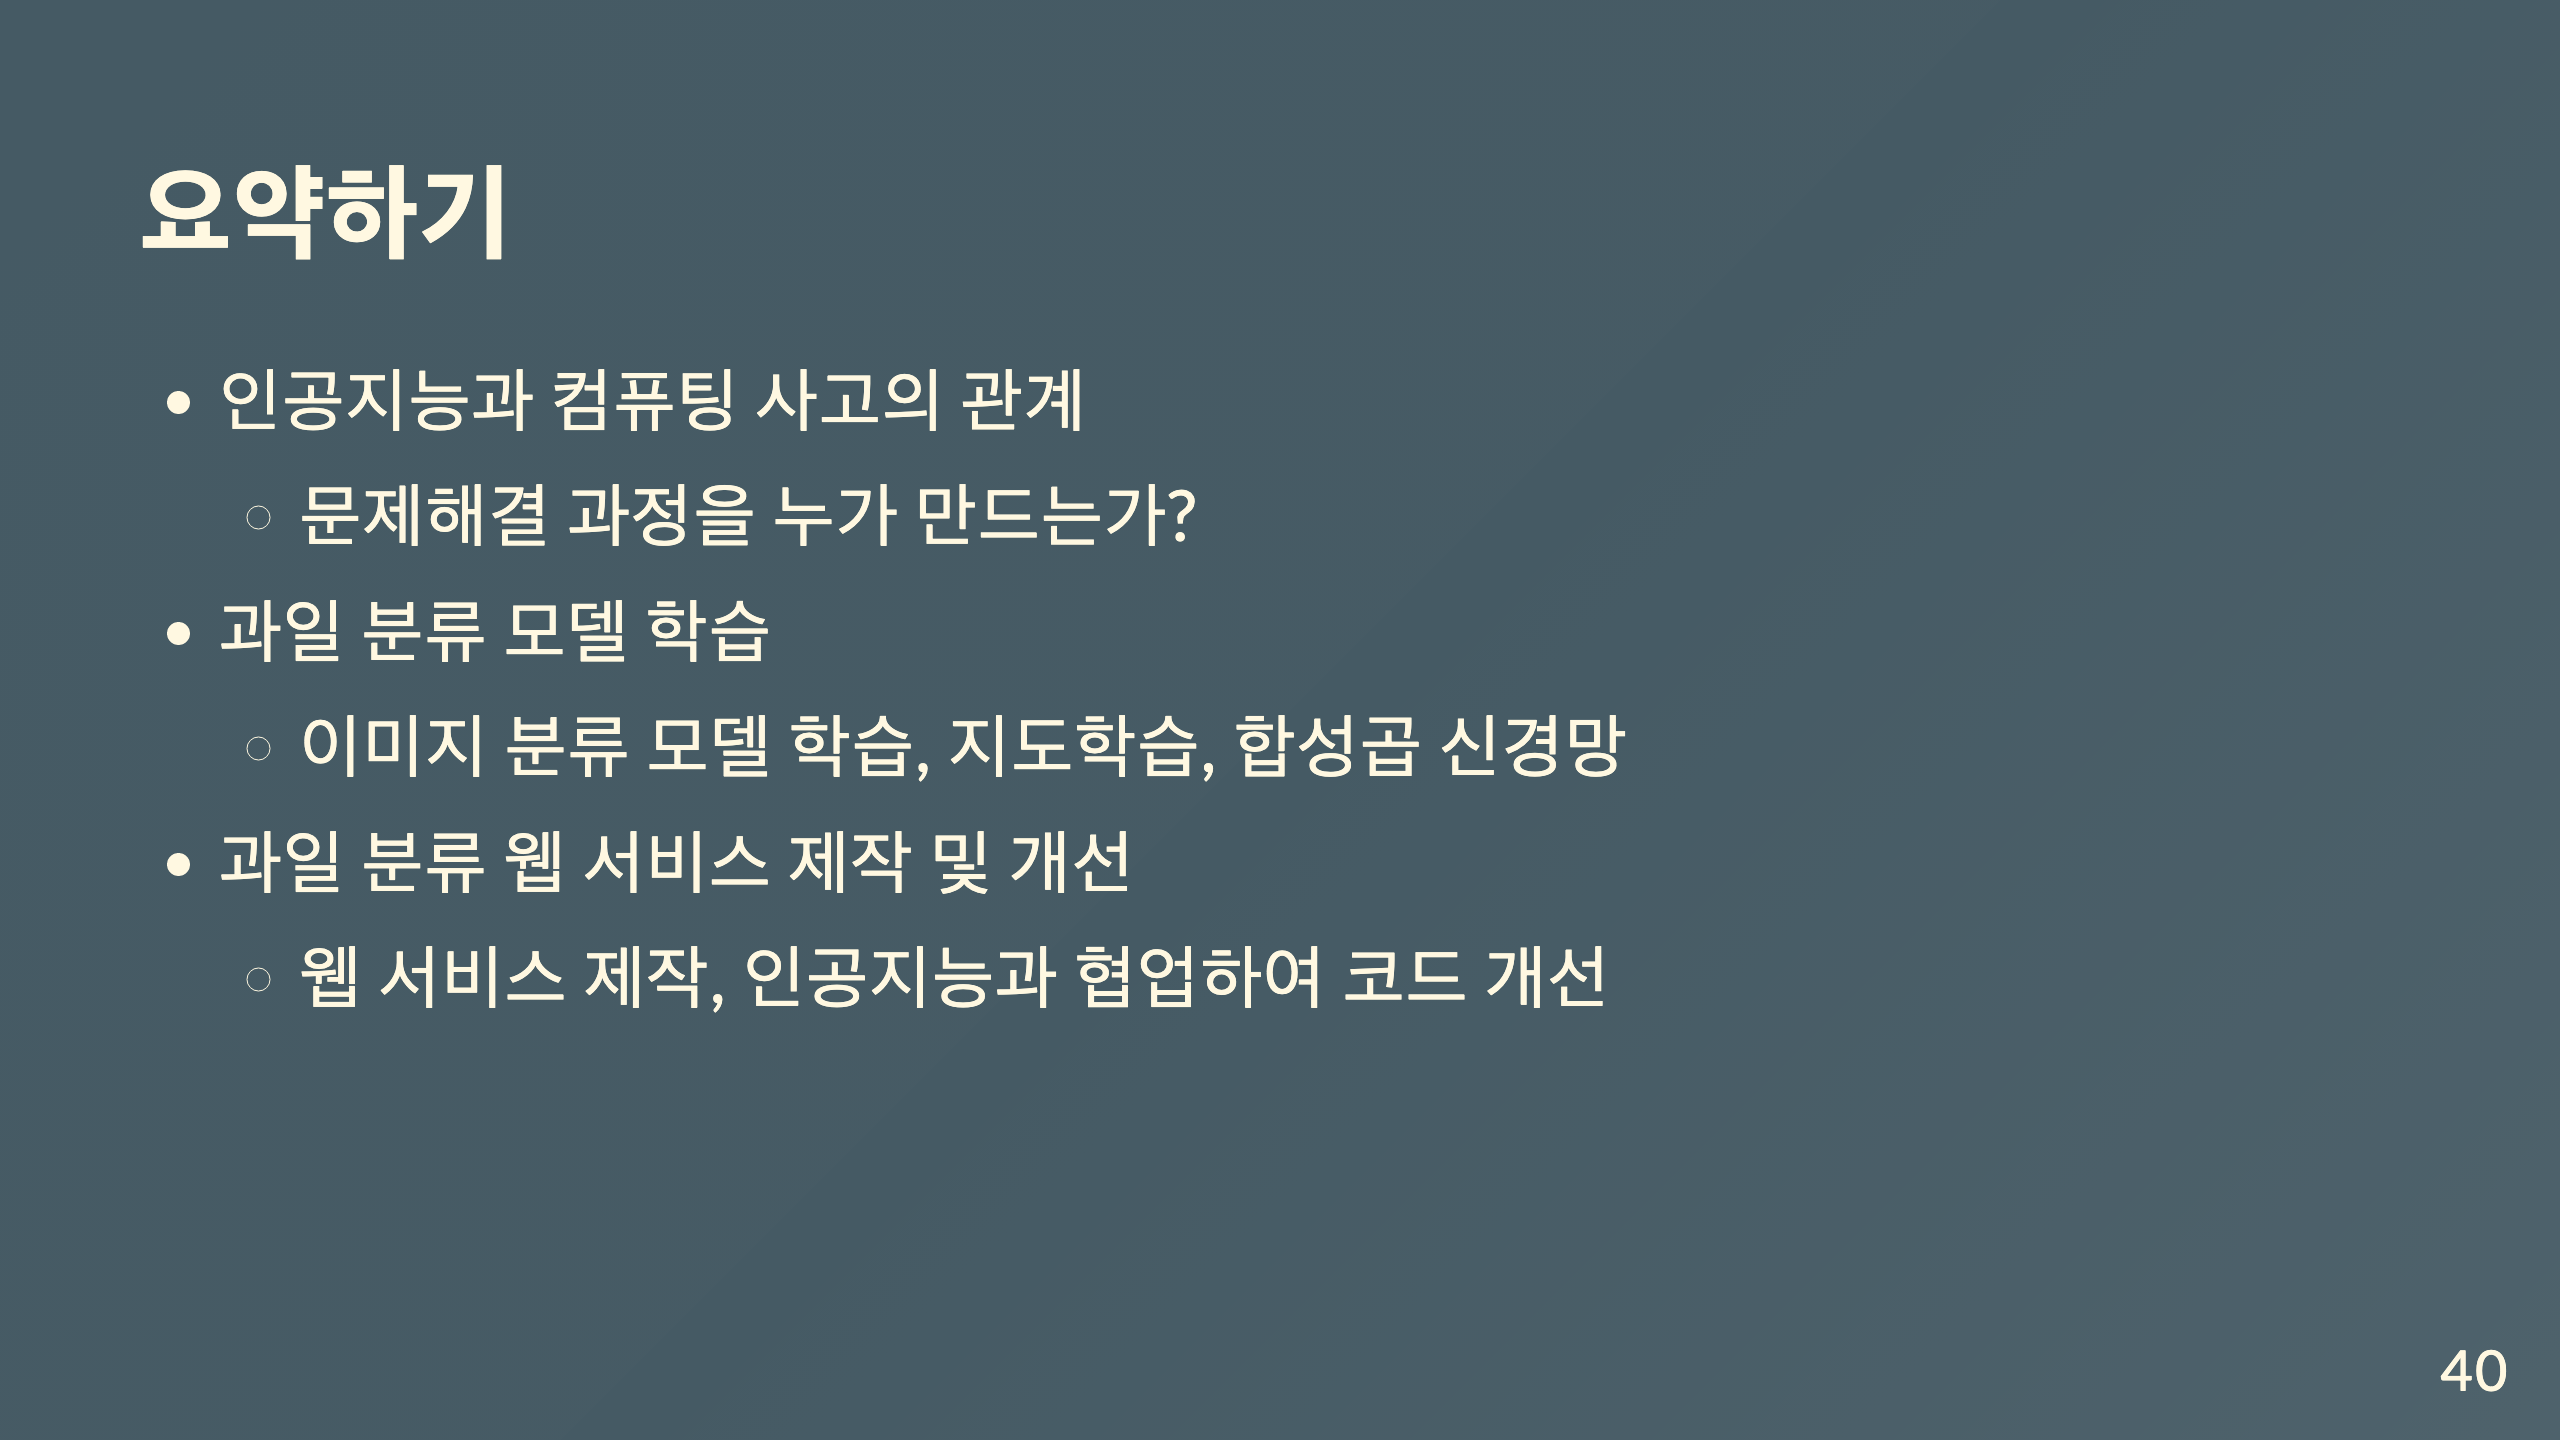 요약하기
• 인공지능과 컴퓨팅 사고의 관계
○ 문제해결 과정을 누가 만드는가?
• 과일 분류 모델 학습
○ 이미지 분류 모델 학습, 지도학습, 합성곱 신경망
• 과일 분류 웹 서비스 제작 및 개선
○ 웹 서비스 제작, 인공지능과 협업하여 코드 개선
40